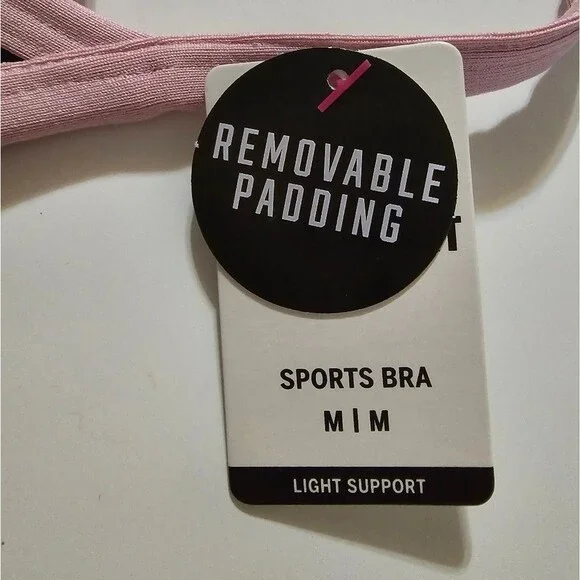 REMOVABLE
PADDING
SPORTS BRA
M | M
LIGHT SUPPORT